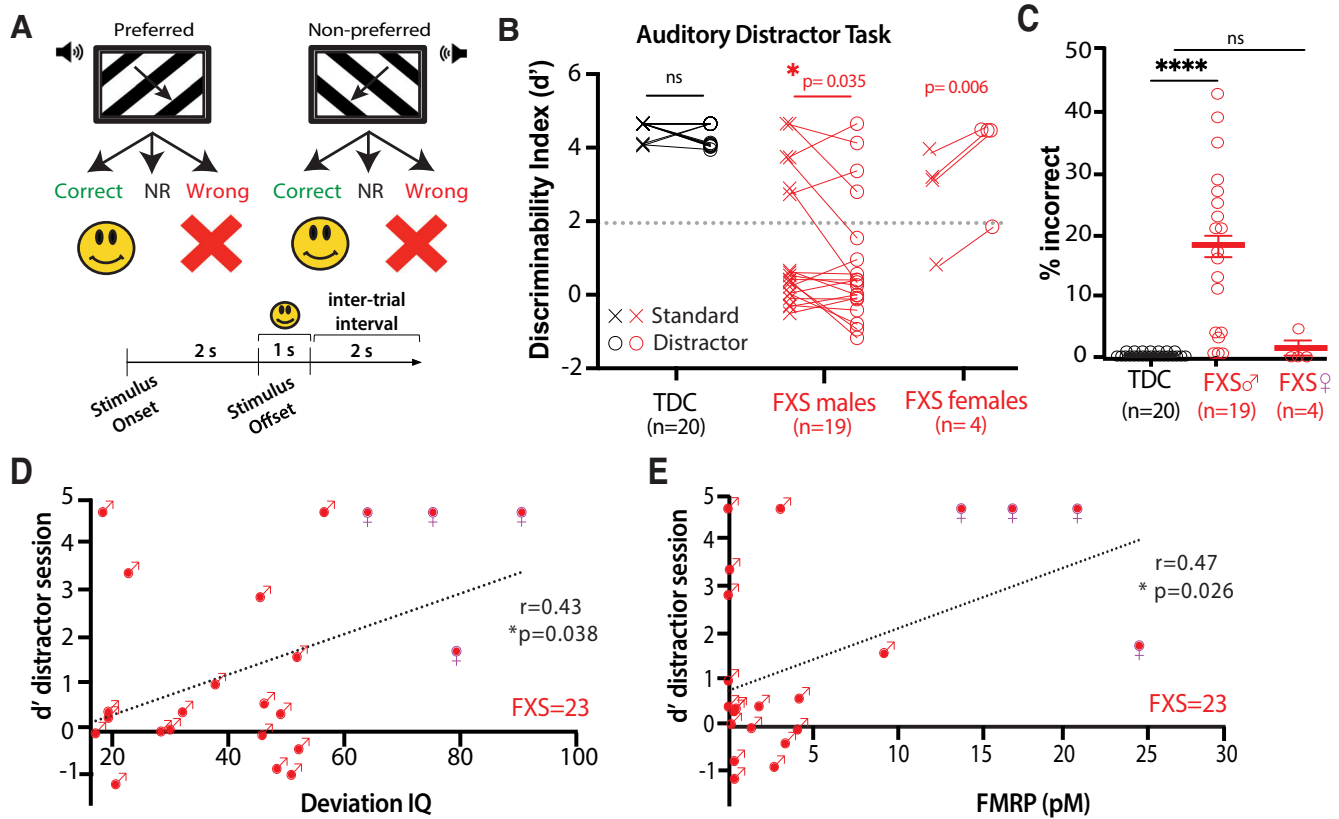 A
Preferred
Non-preferred
Correct NR Wrong
Correct NR Wrong
inter-trial
interval
2 s
1 s
2 s
Stimulus
Onset
Stimulus
Offset
B
Auditory Distractor Task
Discriminability Index (d')
6
4
2
0
-2
ns
*
p= 0.035
p= 0.006
× × Standard
○ ○ Distractor
TDC
(n=20)
FXS males
(n=19)
FXS females
(n= 4)
C
% incorrect
50
40
30
20
10
0
ns
****
TDC
(n=20)
FXS♂
(n=19)
FXS♀
(n=4)
D
d' distractor session
5
4
3
2
1
0
-1
20 40 60 80 100
Deviation IQ
r=0.43
*p=0.038
FXS=23
E
d' distractior session
5
4
3
2
1
0
-1
5 10 15 20 25 30
FMRP (pM)
r=0.47
* p=0.026
FXS=23